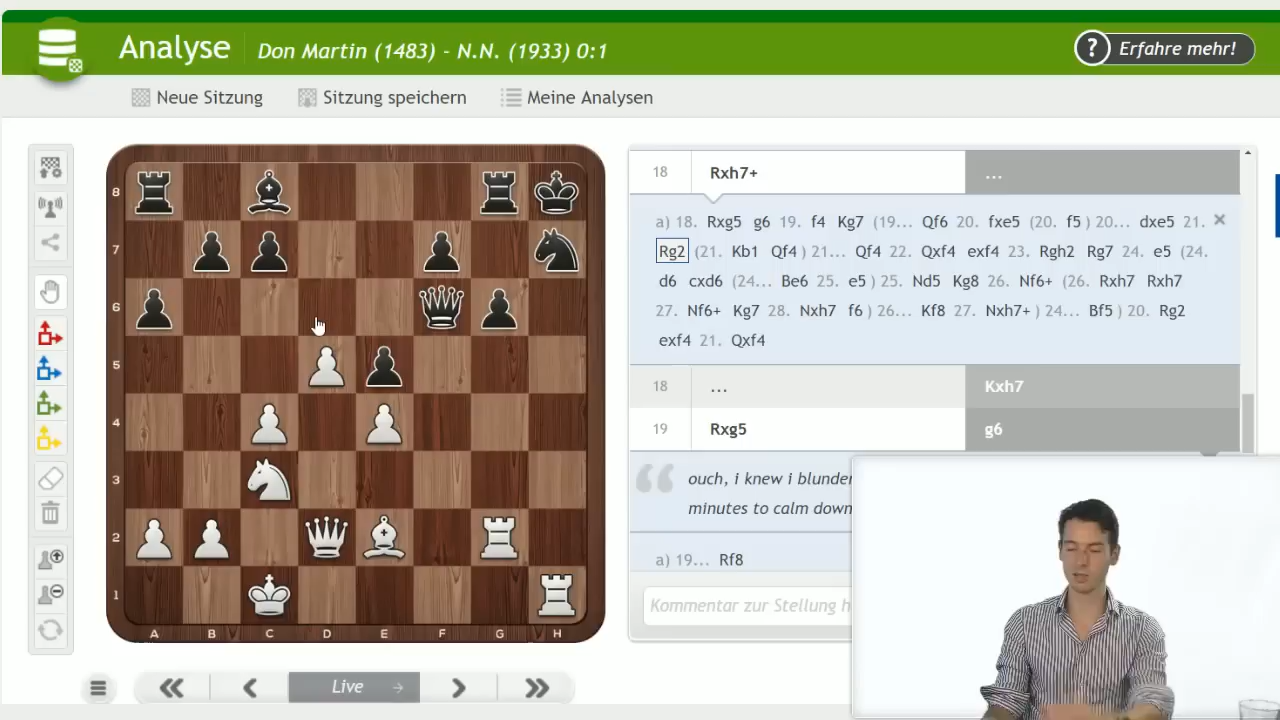 Analyse
Don Martin (1483) - N.N. (1933) 0:1
? Erfahre mehr!
Neue Sitzung
Sitzung speichern
Meine Analysen
8
7
6
5
4
3
2
1
A B C D E F G H
Live
18 Rxh7+ ...
a) 18. Rxg5 g6 19. f4 Kg7 (19... Qf6 20. fxe5 (20. f5 ) 20... dxe5 21.
Rg2 (21. Kb1 Qf4 ) 21... Qf4 22. Qxf4 exf4 23. Rgh2 Rg7 24. e5 (24.
d6 cxd6 (24... Be6 25. e5 ) 25. Nd5 Kg8 26. Nf6+ (26. Rxh7 Rxh7
27. Nf6+ Kg7 28. Nxh7 f6 ) 26... Kf8 27. Nxh7+ ) 24... Bf5 ) 20. Rg2
exf4 21. Qxf4
18 ... Kxh7
19 Rxg5 g6
ouch, i knew i blunder
minutes to calm down
a) 19... Rf8
Kommentar zur Stellung h